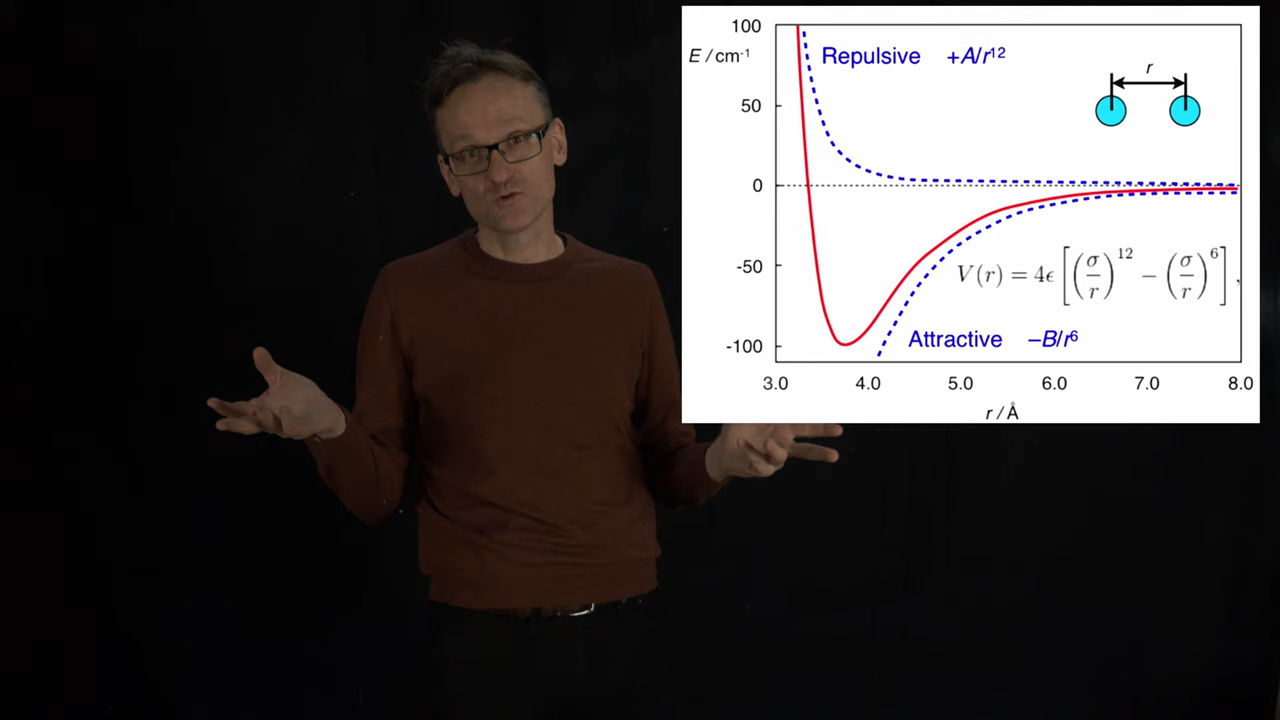 100
E / cm⁻¹
Repulsive +A/r¹²
r
50
0
-50
V(r) = 4ϵ [(σ/r)¹² − (σ/r)⁶] ,
Attractive −B/r⁶
-100
3.0 4.0 5.0 6.0 7.0 8.0
r / Å